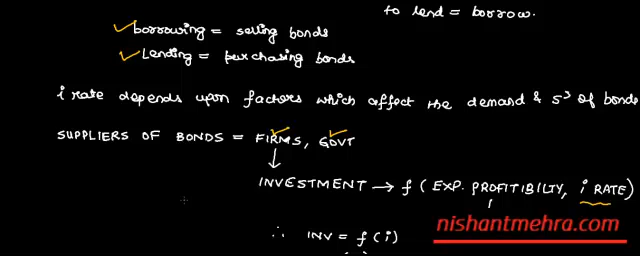 to lend = borrow.
borrowing = selling bonds
Lending = purchasing bonds
i rate depends upon factors which affect the demand & s^s of bonds
SUPPLIERS OF BONDS = FIRMS, GOVT
INVESTMENT → f ( EXP. PROFITIBILTY, i RATE)
nishantmehra.com
∴ INV = f(i)